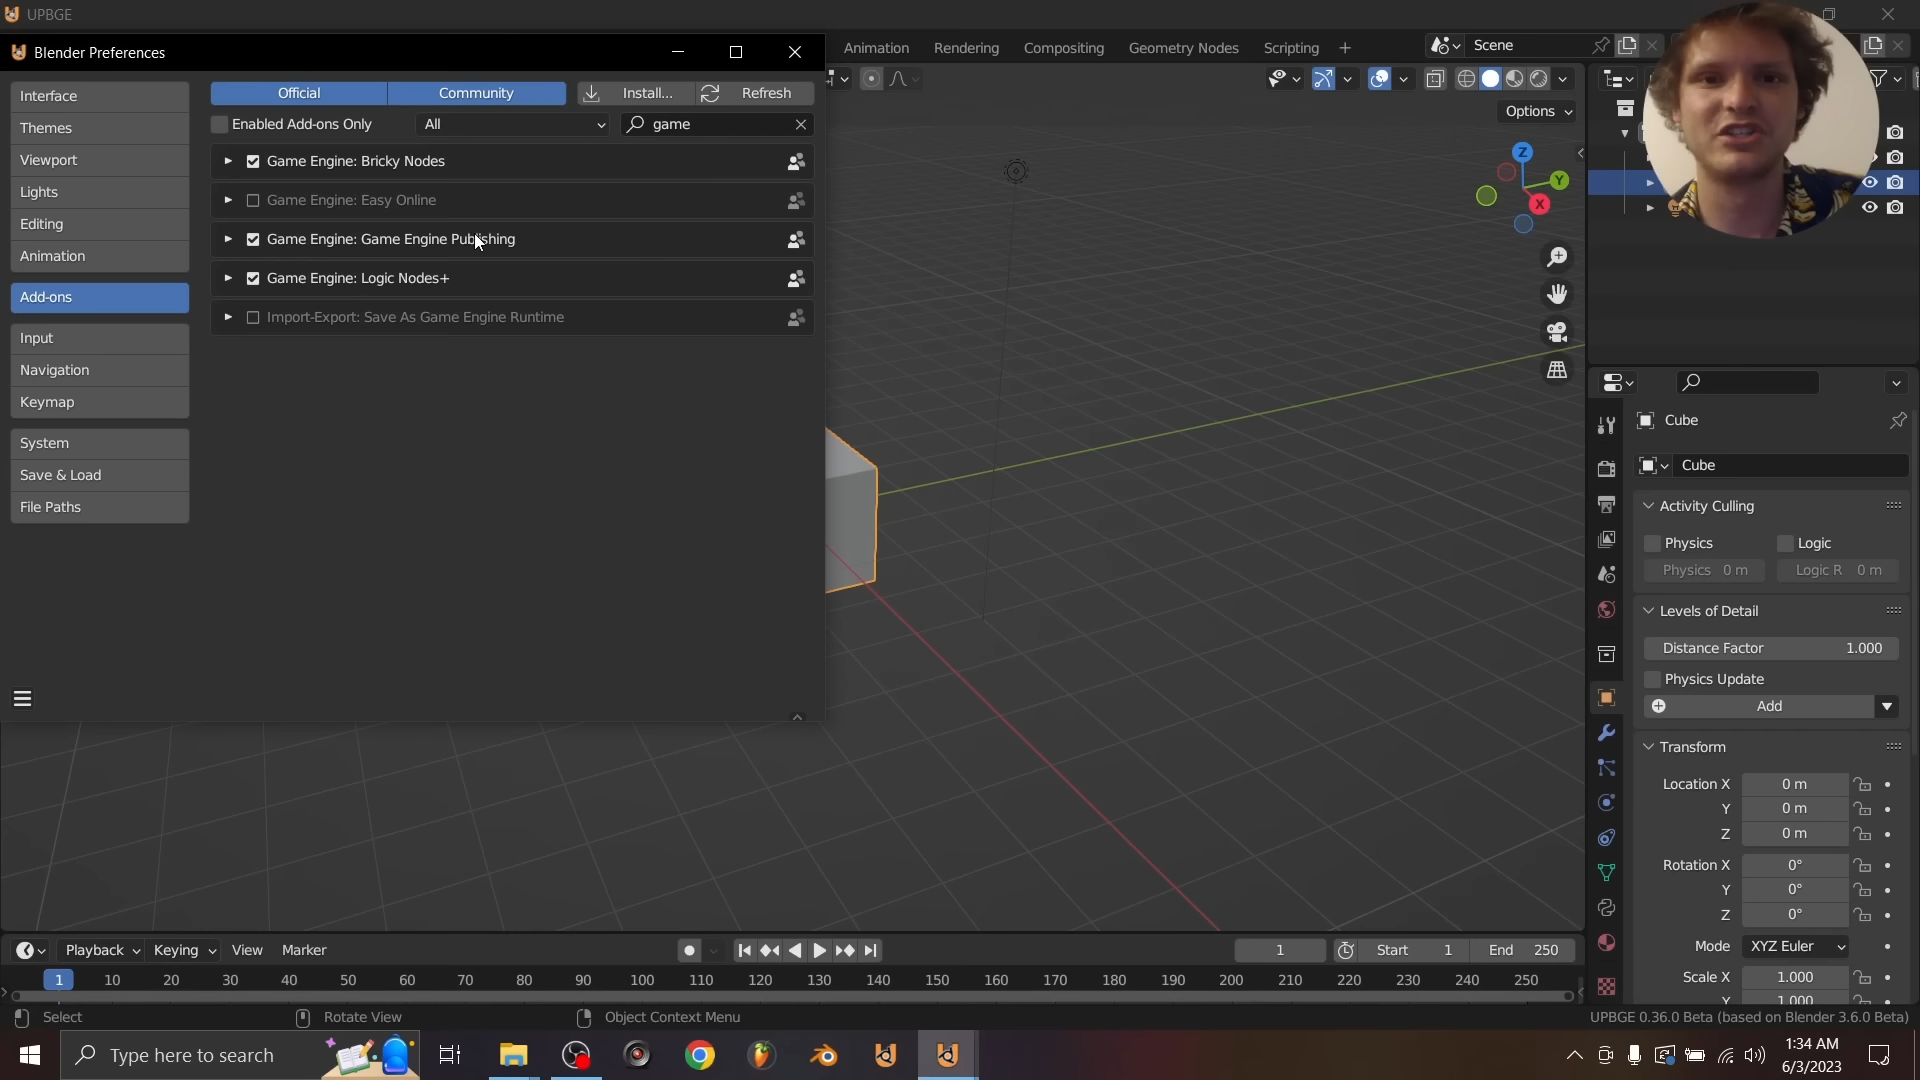 UPBGE
Blender Preferences
Animation
Rendering
Compositing
Geometry Nodes
Scripting
Scene
Interface
Themes
Viewport
Lights
Editing
Animation
Add-ons
Input
Navigation
Keymap
System
Save & Load
File Paths
Official
Community
Install...
Refresh
Enabled Add-ons Only
All
game
Game Engine: Bricky Nodes
Game Engine: Easy Online
Game Engine: Game Engine Publishing
Game Engine: Logic Nodes+
Import-Export: Save As Game Engine Runtime
Options
Z
Y
X
Cube
Cube
Activity Culling
Physics
Logic
Physics 0 m
Logic R 0 m
Levels of Detail
Distance Factor 1.000
Physics Update
Add
Transform
Location X 0 m
Y 0 m
Z 0 m
Rotation X 0°
Y 0°
Z 0°
Mode XYZ Euler
Scale X 1.000
Y 1.000
Playback
Keying
View
Marker
1
Start 1
End 250
1 10 20 30 40 50 60 70 80 90 100 110 120 130 140 150 160 170 180 190 200 210 220 230 240 250
Select
Rotate View
Object Context Menu
UPBGE 0.36.0 Beta (based on Blender 3.6.0 Beta)
Type here to search
1:34 AM
6/3/2023